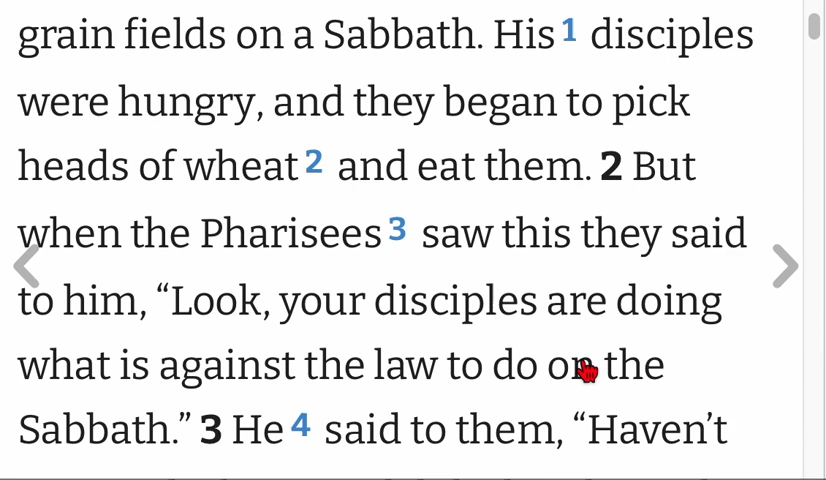 grain fields on a Sabbath. His 1 disciples
were hungry, and they began to pick
heads of wheat 2 and eat them. 2 But
when the Pharisees 3 saw this they said
to him, “Look, your disciples are doing
what is against the law to do on the
Sabbath.” 3 He 4 said to them, “Haven’t